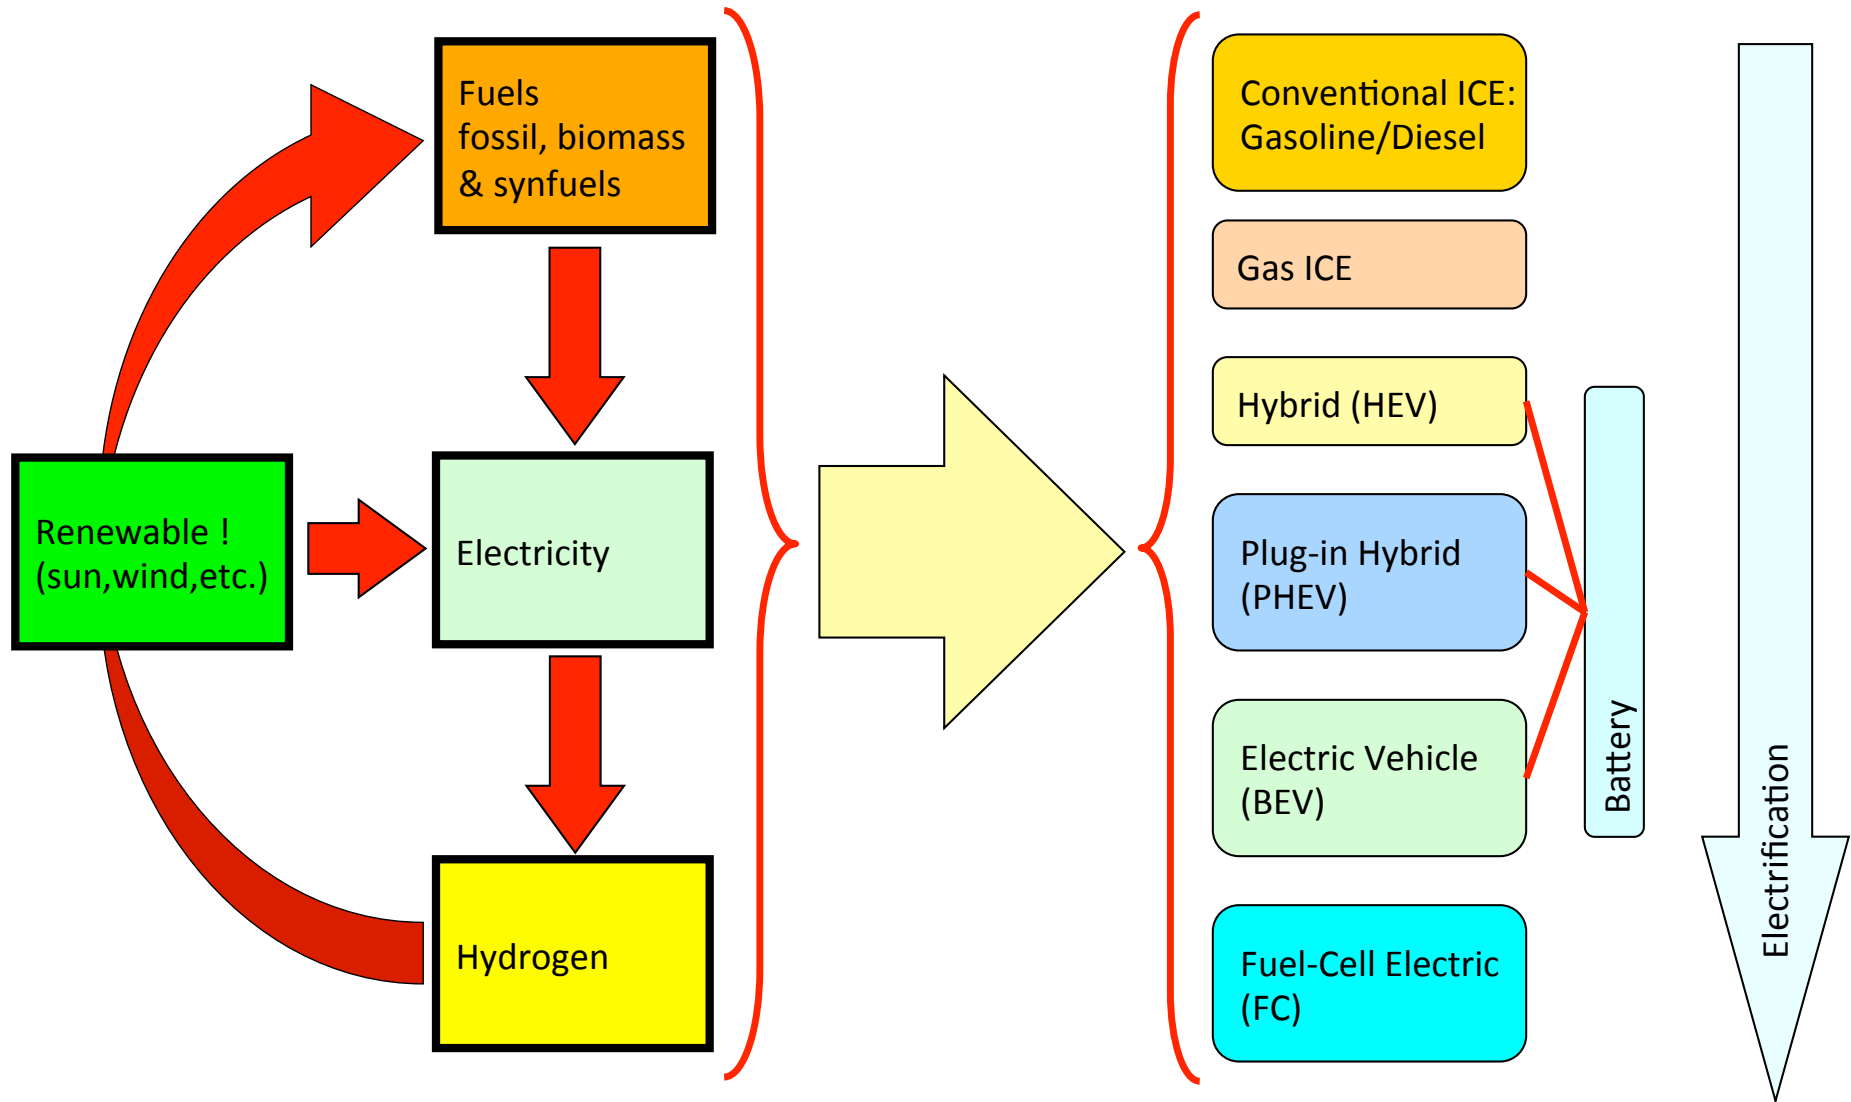 Fuels
fossil, biomass
& synfuels
Renewable !
(sun,wind,etc.)
Electricity
Hydrogen
Conventional ICE:
Gasoline/Diesel
Gas ICE
Hybrid (HEV)
Plug-in Hybrid
(PHEV)
Electric Vehicle
(BEV)
Fuel-Cell Electric
(FC)
Battery
Electrification